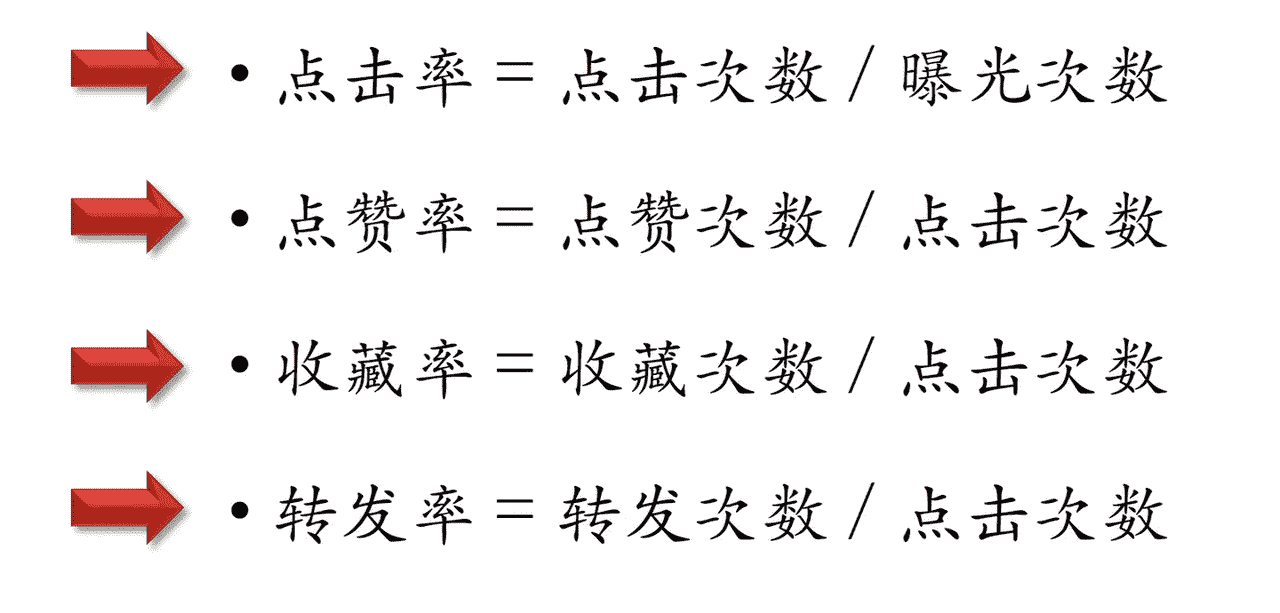 • 点击率 = 点击次数 / 曝光次数
• 点赞率 = 点赞次数 / 点击次数
• 收藏率 = 收藏次数 / 点击次数
• 转发率 = 转发次数 / 点击次数